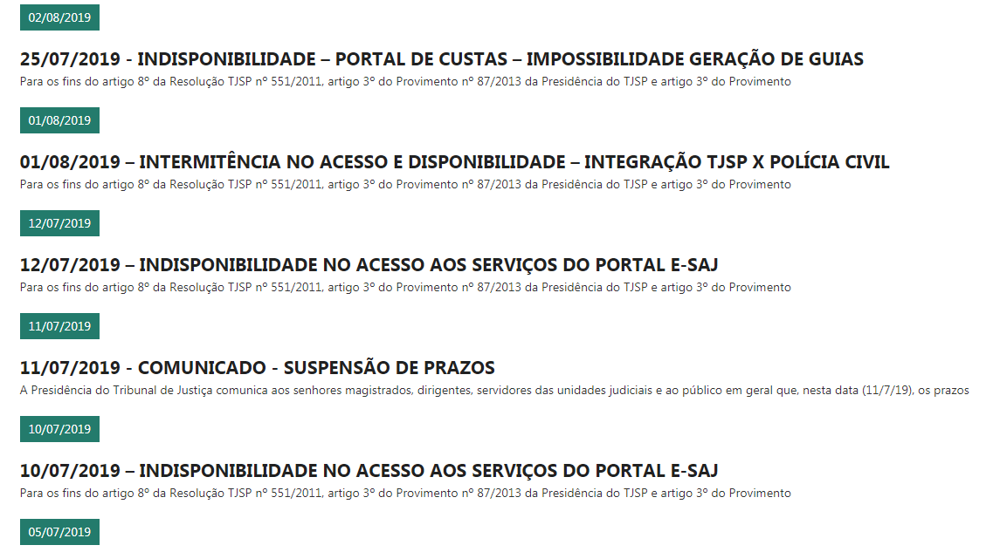 02/08/2019
25/07/2019 - INDISPONIBILIDADE – PORTAL DE CUSTAS – IMPOSSIBILIDADE GERAÇÃO DE GUIAS
Para os fins do artigo 8º da Resolução TJSP nº 551/2011, artigo 3º do Provimento nº 87/2013 da Presidência do TJSP e artigo 3º do Provimento
01/08/2019
01/08/2019 – INTERMITÊNCIA NO ACESSO E DISPONIBILIDADE – INTEGRAÇÃO TJSP X POLÍCIA CIVIL
Para os fins do artigo 8º da Resolução TJSP nº 551/2011, artigo 3º do Provimento nº 87/2013 da Presidência do TJSP e artigo 3º do Provimento
12/07/2019
12/07/2019 – INDISPONIBILIDADE NO ACESSO AOS SERVIÇOS DO PORTAL E-SAJ
Para os fins do artigo 8º da Resolução TJSP nº 551/2011, artigo 3º do Provimento nº 87/2013 da Presidência do TJSP e artigo 3º do Provimento
11/07/2019
11/07/2019 - COMUNICADO - SUSPENSÃO DE PRAZOS
A Presidência do Tribunal de Justiça comunica aos senhores magistrados, dirigentes, servidores das unidades judiciais e ao público em geral que, nesta data (11/7/19), os prazos
10/07/2019
10/07/2019 – INDISPONIBILIDADE NO ACESSO AOS SERVIÇOS DO PORTAL E-SAJ
Para os fins do artigo 8º da Resolução TJSP nº 551/2011, artigo 3º do Provimento nº 87/2013 da Presidência do TJSP e artigo 3º do Provimento
05/07/2019